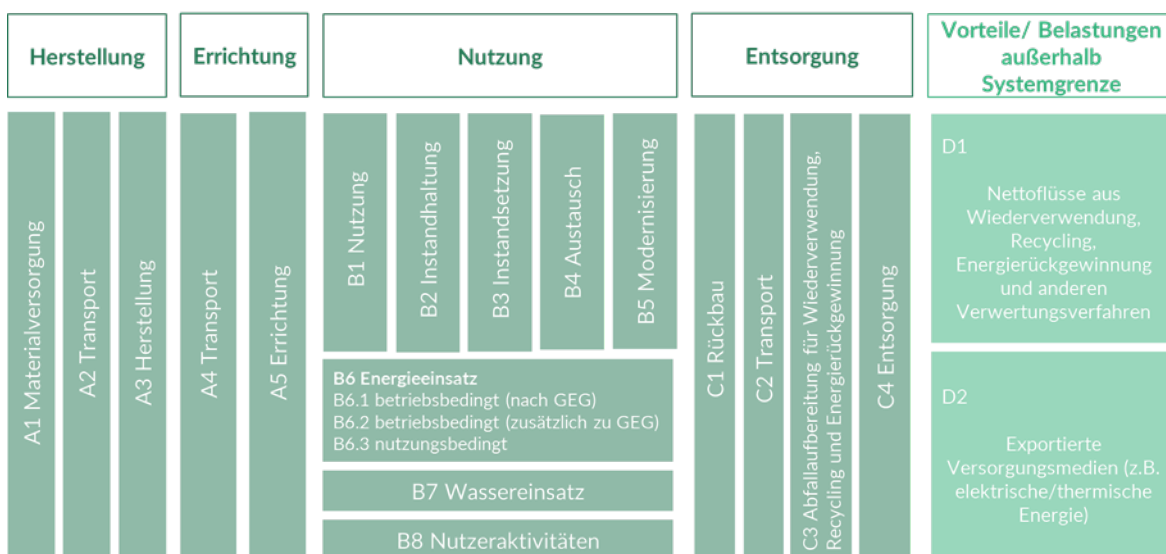 Herstellung
Errichtung
Nutzung
Entsorgung
Vorteile/ Belastungen
außerhalb
Systemgrenze
A1 Materialversorgung
A2 Transport
A3 Herstellung
A4 Transport
A5 Errichtung
B1 Nutzung
B2 Instandhaltung
B3 Instandsetzung
B4 Austausch
B5 Modernisierung
B6 Energieeinsatz
B6.1 betriebsbedingt (nach GEG)
B6.2 betriebsbedingt (zusätzlich zu GEG)
B6.3 nutzungsbedingt
B7 Wassereinsatz
B8 Nutzeraktivitäten
C1 Rückbau
C2 Transport
C3 Abfallaufbereitung für Wiederverwendung,
Recycling und Energierückgewinnung
C4 Entsorgung
D1
Nettoflüsse aus
Wiederverwendung,
Recycling,
Energierückgewinnung
und anderen
Verwertungsverfahren
D2
Exportierte
Versorgungsmedien (z.B.
elektrische/thermische
Energie)